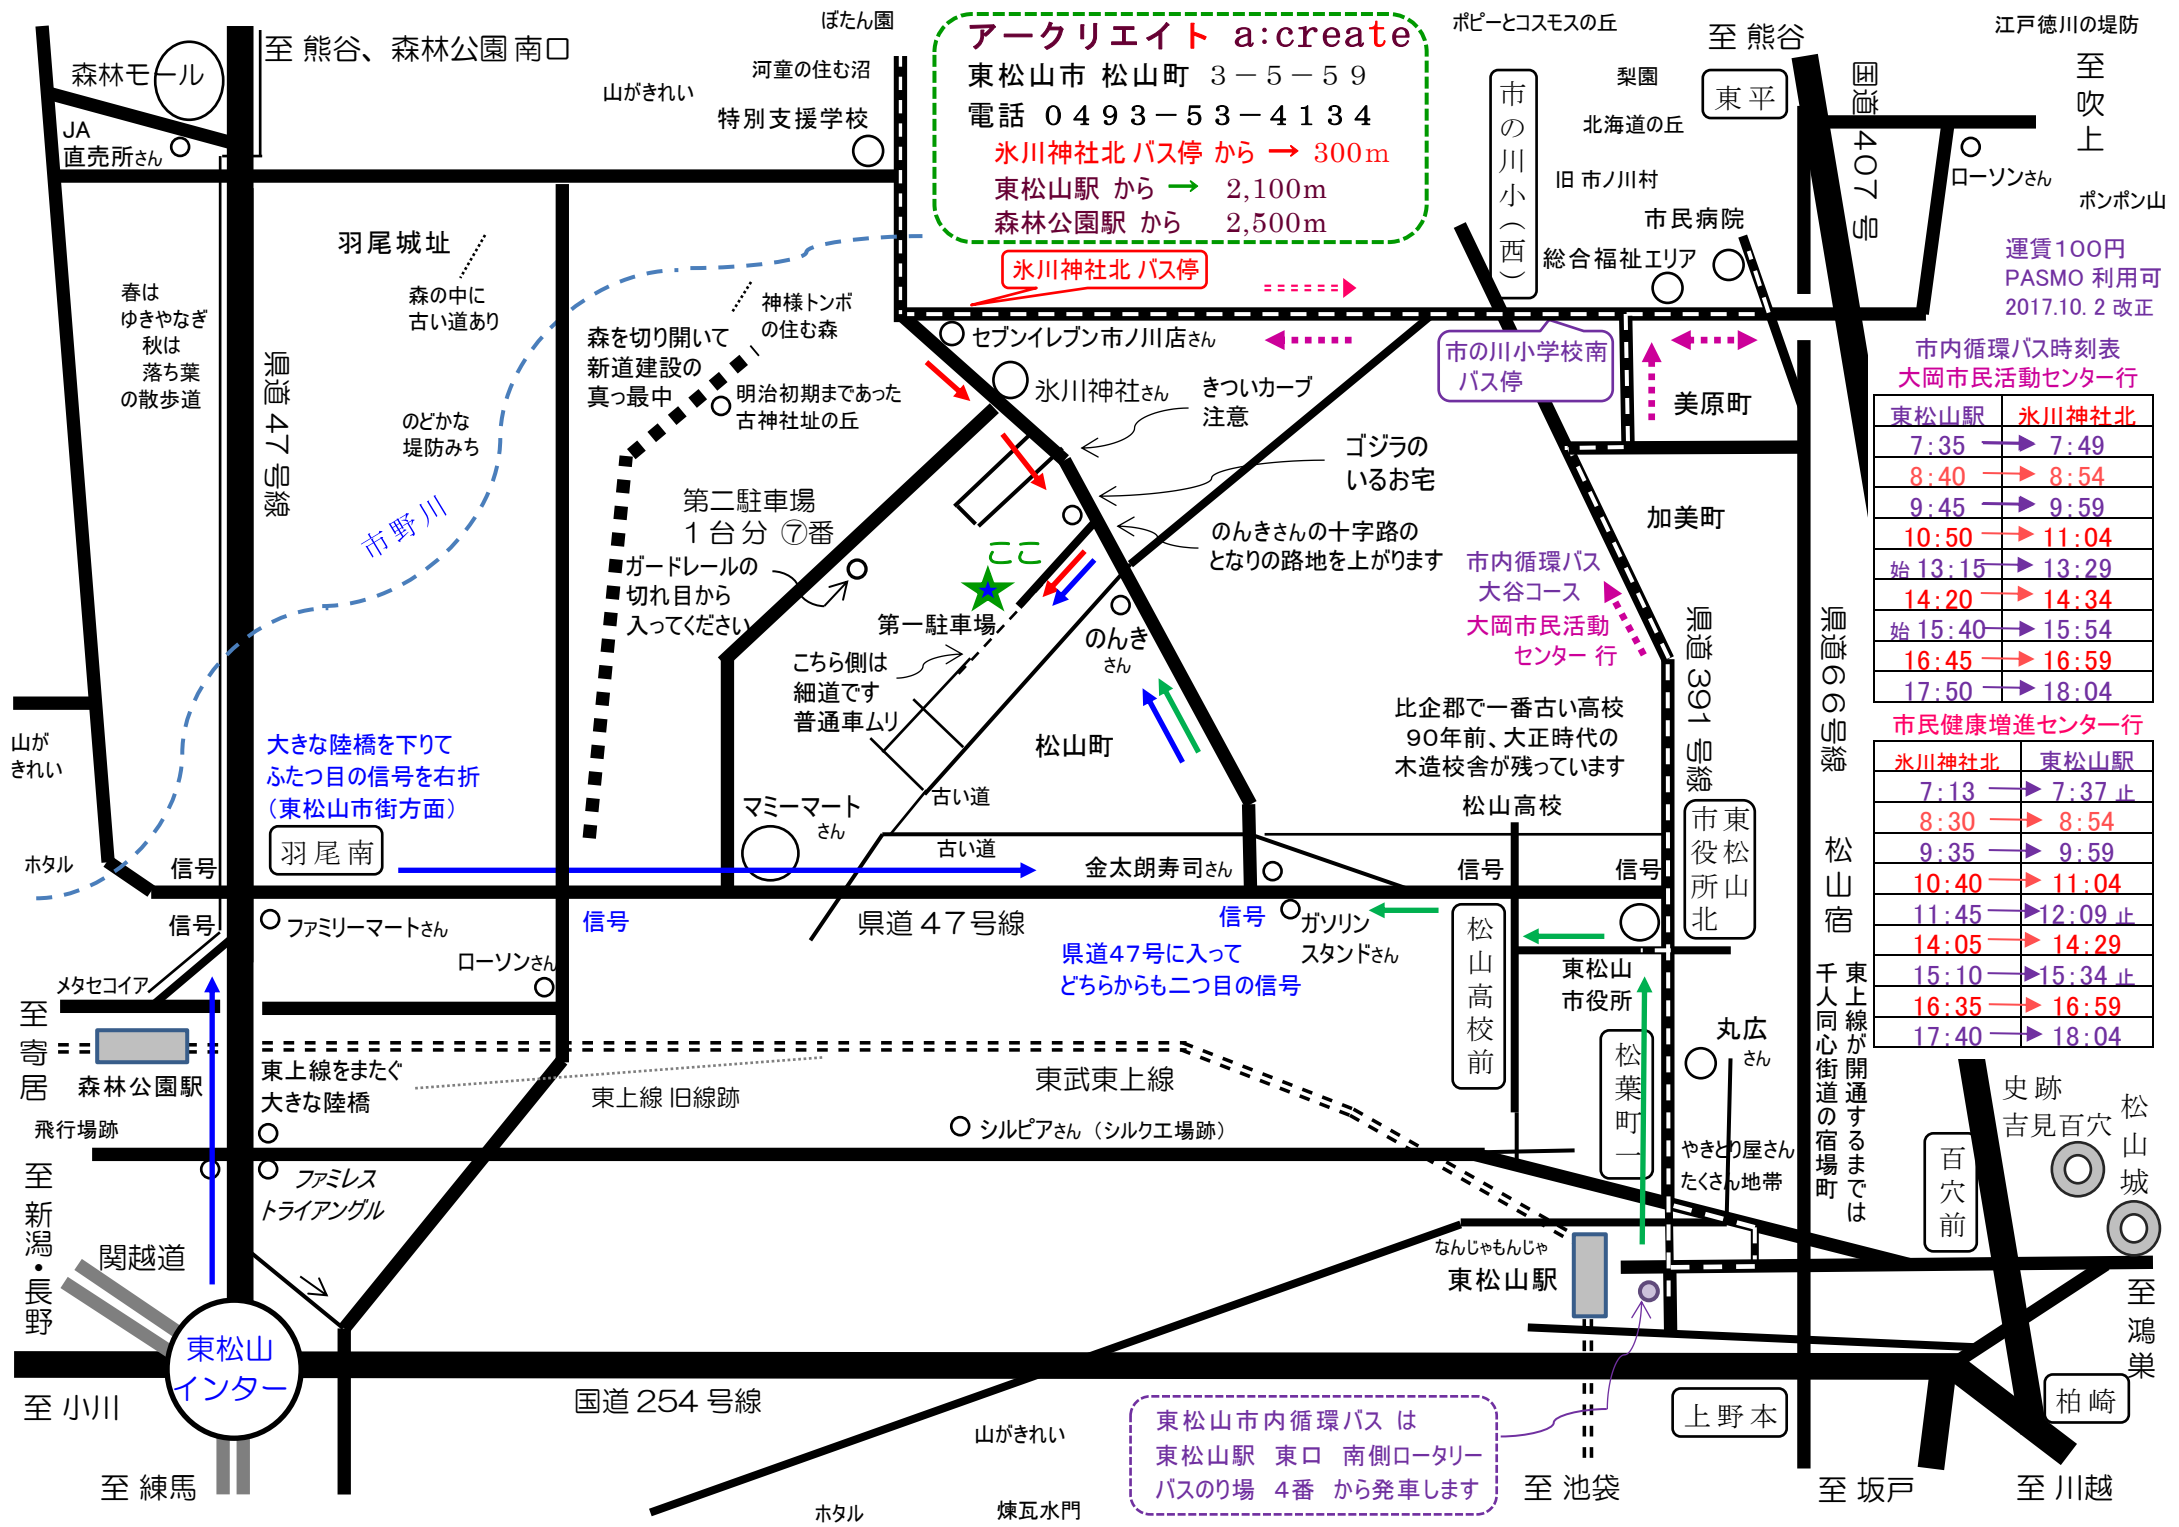 ぼたん園
アークリエイト a:create
ポピーとコスモスの丘
至 熊谷
江戸徳川の堤防
至 熊谷、森林公園 南口
森林モール
河童の住む沼
山がきれい
特別支援学校
東松山市 松山町 3－5－59
電話 0493－53－4134
氷川神社北 バス停 から → 300m
東松山駅 から → 2,100m
森林公園駅 から 2,500m
氷川神社北 バス停
市の川小(西)
梨園
東平
国道407号
至吹上
北海道の丘
旧 市ノ川村
市民病院
総合福祉エリア
ローソンさん
ポンポン山
JA
直売所さん
運賃100円
PASMO 利用可
2017.10.2 改正
羽尾城址
森の中に
古い道あり
春は
ゆきやなぎ
秋は
落ち葉
の散歩道
県道47号線
のどかな
堤防みち
市野川
神様トンボ
の住む森
森を切り開いて
新道建設の
真っ最中
明治初期まであった
古神社址の丘
セブンイレブン市ノ川店さん
氷川神社さん
きついカーブ
注意
ゴジラの
いるお宅
市の川小学校南
バス停
美原町
加美町
のんきさんの十字路の
となりの路地を上がります
第二駐車場
1台分 ⑦番
ガードレールの
切れ目から
入ってください
ここ
第一駐車場
こちら側は
細道です
普通車ムリ
のんき
さん
松山町
市内循環バス
大谷コース
大岡市民活動
センター 行
県道391号線
県道66号線
市内循環バス時刻表
大岡市民活動センター行
東松山駅 氷川神社北
7:35 → 7:49
8:40 → 8:54
9:45 → 9:59
10:50 → 11:04
始 13:15 → 13:29
14:20 → 14:34
始 15:40 → 15:54
16:45 → 16:59
17:50 → 18:04
市民健康増進センター行
氷川神社北 東松山駅
7:13 → 7:37 止
8:30 → 8:54
9:35 → 9:59
10:40 → 11:04
11:45 → 12:09 止
14:05 → 14:29
15:10 → 15:34 止
16:35 → 16:59
17:40 → 18:04
比企郡で一番古い高校
90年前、大正時代の
木造校舎が残っています
松山高校
山が
きれい
大きな陸橋を下りて
ふたつ目の信号を右折
(東松山市街方面)
羽尾南
ホタル
信号
信号
マミーマート
さん
古い道
古い道
金太朗寿司さん
信号
信号
東松山
市役所北
松山宿
ファミリーマートさん
信号
県道47号線
信号
ガソリン
スタンドさん
県道47号に入って
どちらからも二つ目の信号
松山高校前
東松山
市役所
ローソンさん
メタセコイア
至寄居
森林公園駅
東上線をまたぐ
大きな陸橋
東上線 旧線跡
東武東上線
松葉町一
丸広
さん
東上線が開通するまでは
千人同心街道の宿場町
史跡
吉見百穴
松山城
百穴前
飛行場跡
シルピアさん (シルク工場跡)
やきとり屋さん
たくさん地帯
ファミレス
トライアングル
至新潟・長野
関越道
なんじゃもんじゃ
東松山駅
至鴻巣
東松山
インター
至 小川
国道254号線
山がきれい
東松山市内循環バス は
東松山駅 東口 南側ロータリー
バスのり場 4番 から発車します
上野本
柏崎
至 練馬
ホタル
煉瓦水門
至 池袋
至 坂戸
至 川越